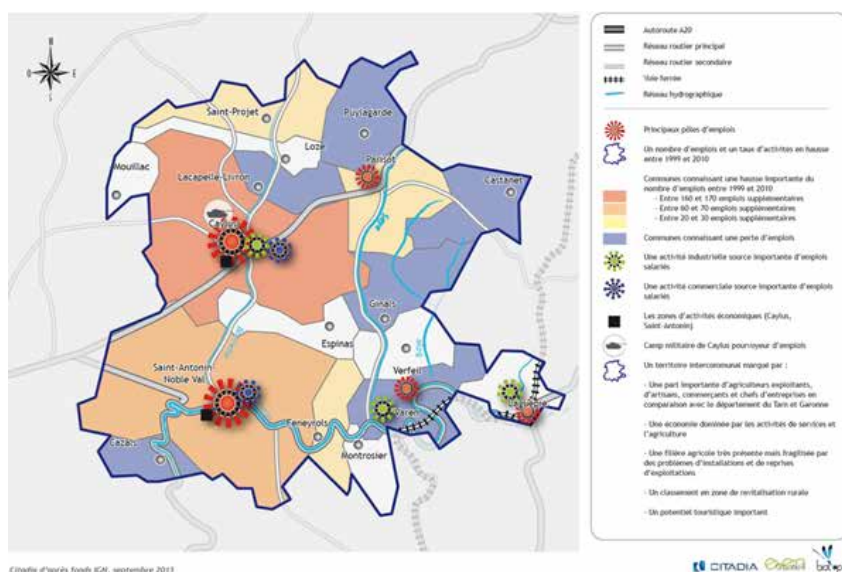 N
O
E
S
Saint-Projet
Puylagarde
Loze
Mouillac
Parisot
Lacapelle-Livron
Castanet
Ginals
Espinas
Saint-Antonin
Noble Val
Verfeil
Varen
Feneyrols
Montrosier
Cazals
Autoroute A20
Réseau routier principal
Réseau routier secondaire
Voie ferrée
Réseau hydrographique
Principaux pôles d'emplois
Un nombre d'emplois et un taux d'activites en hausse
entre 1999 et 2010
Communes connaissant une hausse importante du
nombre d'emplois entre 1999 et 2010
- Entre 160 et 170 emplois supplémentaires
- Entre 60 et 70 emplois supplémentaires
- Entre 20 et 30 emplois supplémentaires
Communes connaissant une perte d'emplois
Une activité industrielle source importante d'emplois
salariés
Une activité commerciale source importante d'emplois
salariés
Les zones d'activités économiques (Caylus,
Saint-Antonin)
Camp militaire de Caylus pourvoyeur d'emplois
Un territoire intercommunal marqué par :
- Une part importante d'agriculteurs exploitants,
d'artisans, commerçants et chefs d'entreprises en
comparaison avec le département du Tarn et Garonne
- Une économie dominée par les activités de services et
l'agriculture
- Une filière agricole très présente mais fragilisée par
des problèmes d'installations et de reprises
d'exploitations
- Un classement en zone de revitalisation rurale
- Un potentiel touristique important
Citadia d'après fonds IGN, septembre 2013
CITADIA even